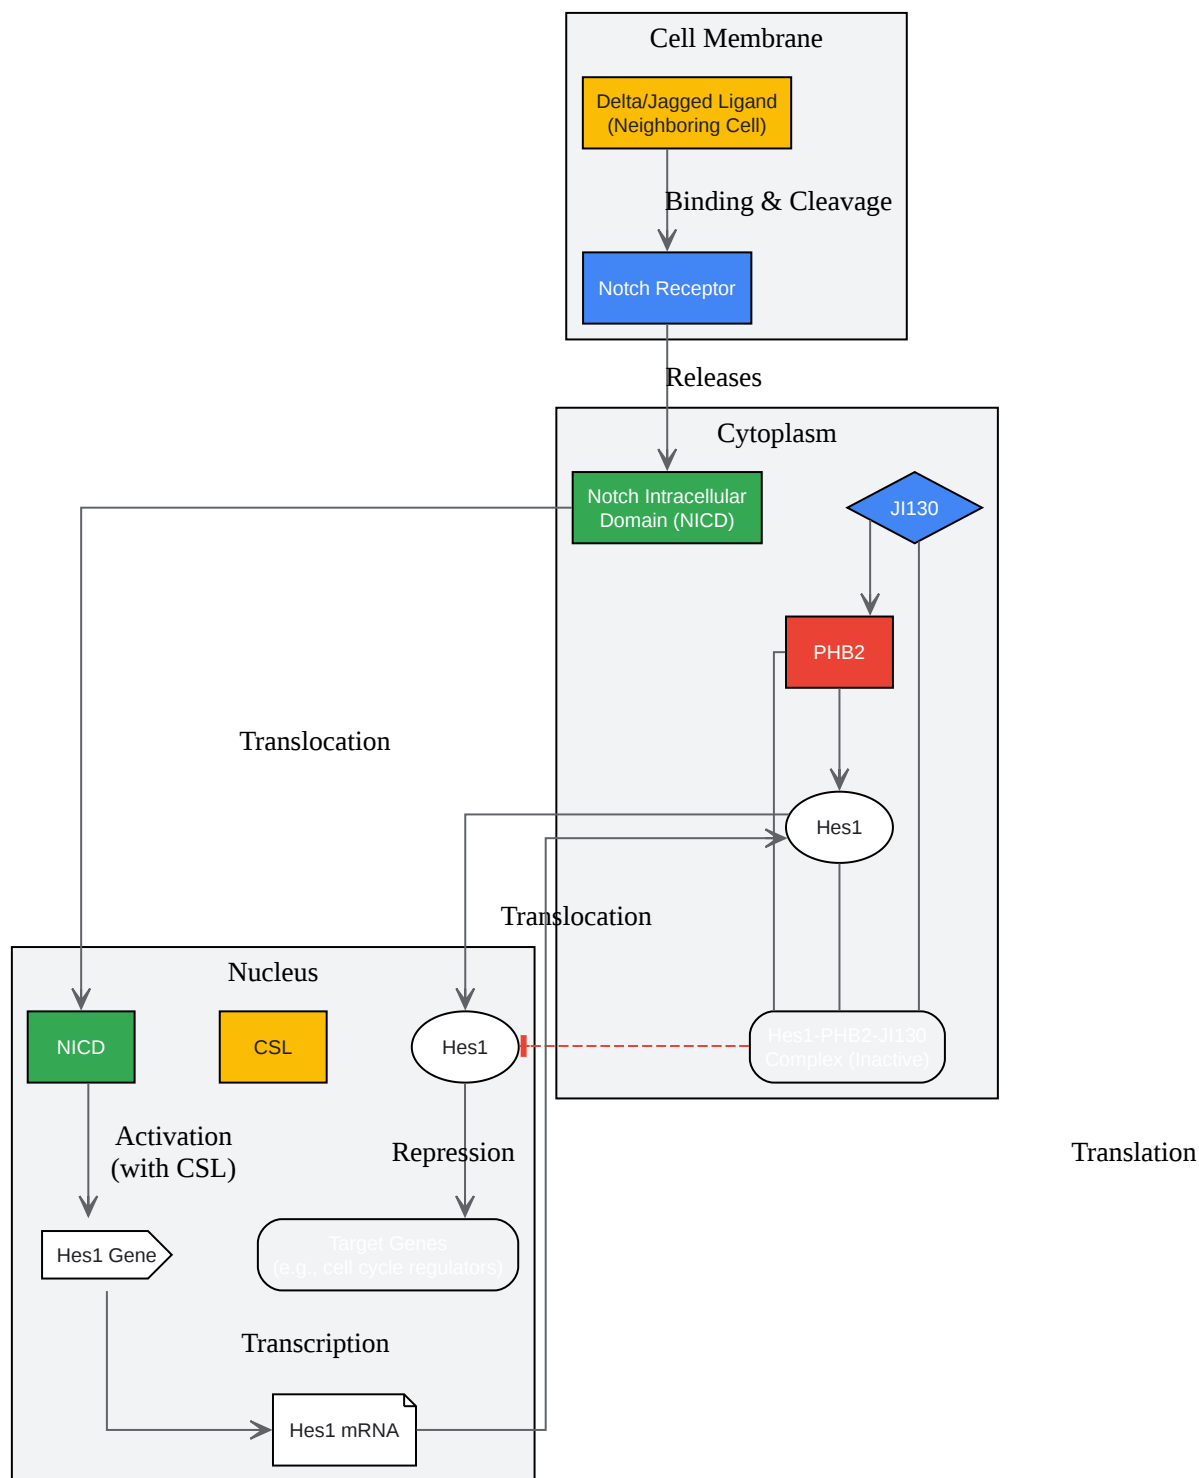 Cell Membrane
Delta/Jagged Ligand
(Neighboring Cell)
Binding & Cleavage
Notch Receptor
Releases
Cytoplasm
Notch Intracellular
Domain (NICD)
JI130
PHB2
Translocation
Hes1
Translocation
Nucleus
NICD
CSL
Hes1
Hes1-PHB2-JI130
Complex (Inactive)
Activation
(with CSL)
Repression
Translation
Hes1 Gene
Target Genes
(e.g., cell cycle regulators)
Transcription
Hes1 mRNA